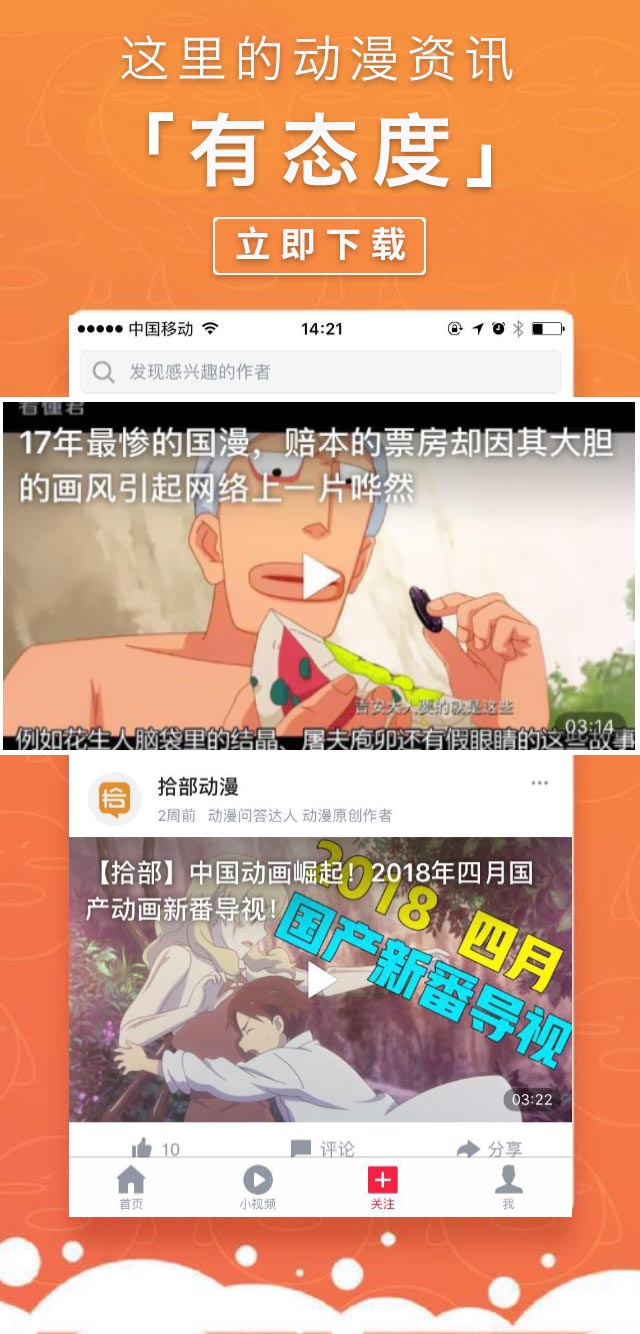 这里的动漫资讯
「有态度」
立即下载
中国移动
14:21
发现感兴趣的作者
看懂君
17年最惨的国漫，赔本的票房却因其大胆
的画风引起网络上一片哗然
吉安大人要的就是这些
03:14
例如花生人脑袋里的结晶、屠夫庖卯还有假眼睛的这些故事
拾
拾部动漫
2周前 动漫问答达人 动漫原创作者
【拾部】中国动画崛起！2018年四月国
产动画新番导视！
2018 四月
国产新番导视
03:22
10
评论
分享
首页
小视频
关注
我